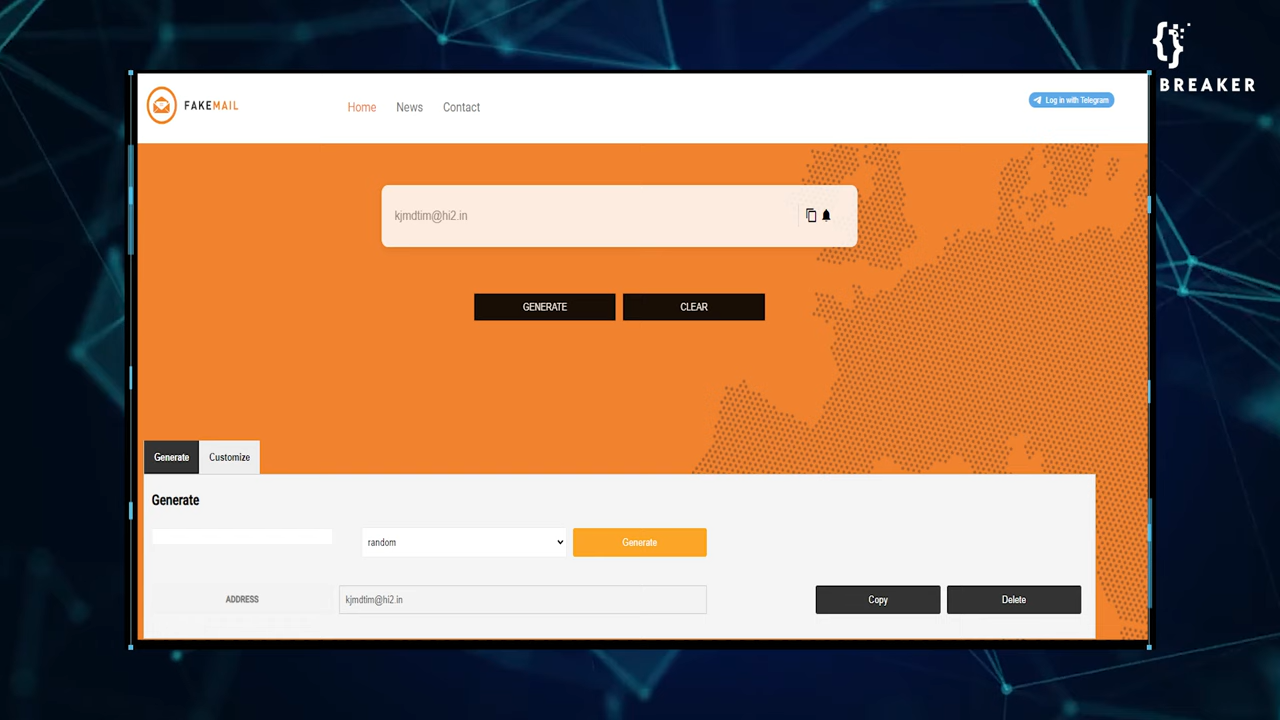 {}
BREAKER
FAKEMAIL
Home News Contact
Log in with Telegram
kjmdtim@hi2.in
GENERATE CLEAR
Generate Customize
Generate
random Generate
ADDRESS kjmdtim@hi2.in Copy Delete